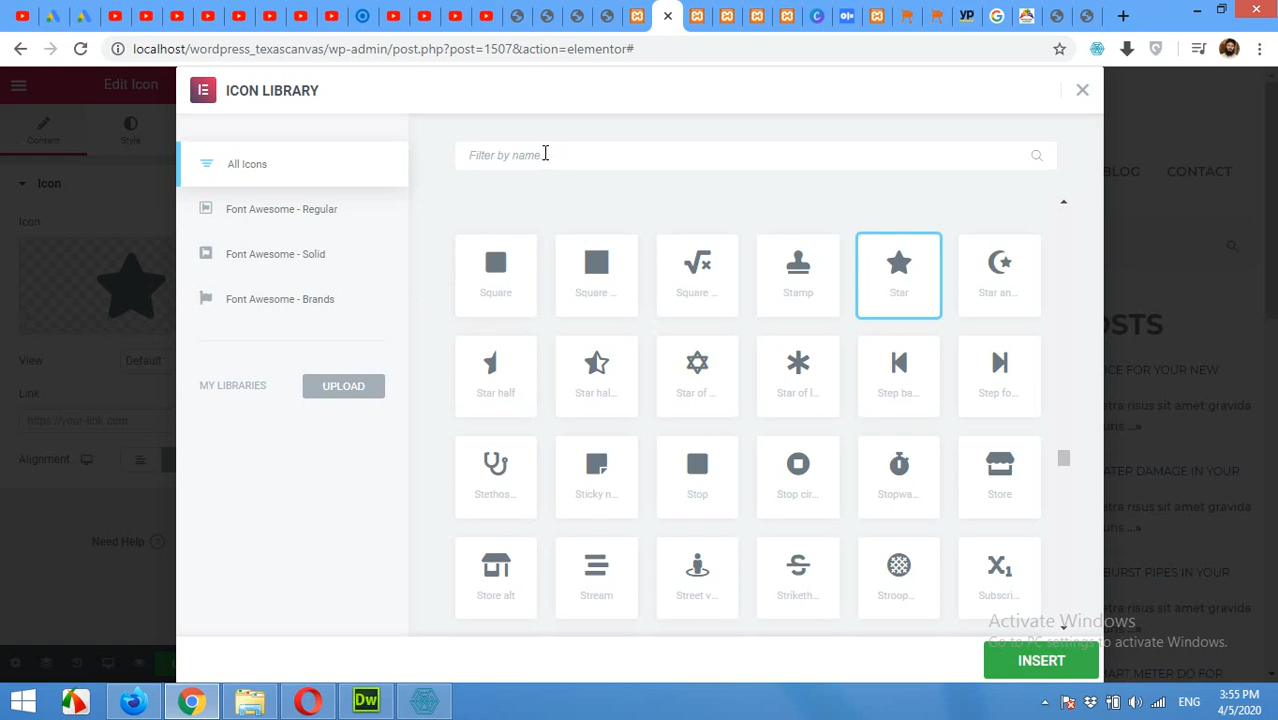 localhost/wordpress_texascanvas/wp-admin/post.php?post=1507&action=elementor#
Edit Icon
ICON LIBRARY
Content
Style
All Icons
Filter by name
BLOG CONTACT
Icon
Font Awesome - Regular
Icon
Font Awesome - Solid
Square
Square ...
Square ...
Stamp
Star
Star an...
Font Awesome - Brands
OSTS
View
Default
MY LIBRARIES
UPLOAD
Star half
Star hal...
Star of ...
Star of l...
Step ba...
Step fo...
ICE FOR YOUR NEW
Link
https://your-link.com
etra risus sit amet gravida
uris ...»
Alignment
Stethos...
Sticky n...
Stop
Stop cir...
Stopwa...
Store
ATER DAMAGE IN YOUR
etra risus sit amet gravida
uris ...»
Need Help ?
BURST PIPES IN YOUR
Store alt
Stream
Street v...
Striketh...
Stroop...
Subscri...
etra risus sit amet gravida
uris ...»
Activate Windows
Go to PC settings to activate Windows.
INSERT
ART METER DO FOR
Dw
ENG
3:55 PM
4/5/2020